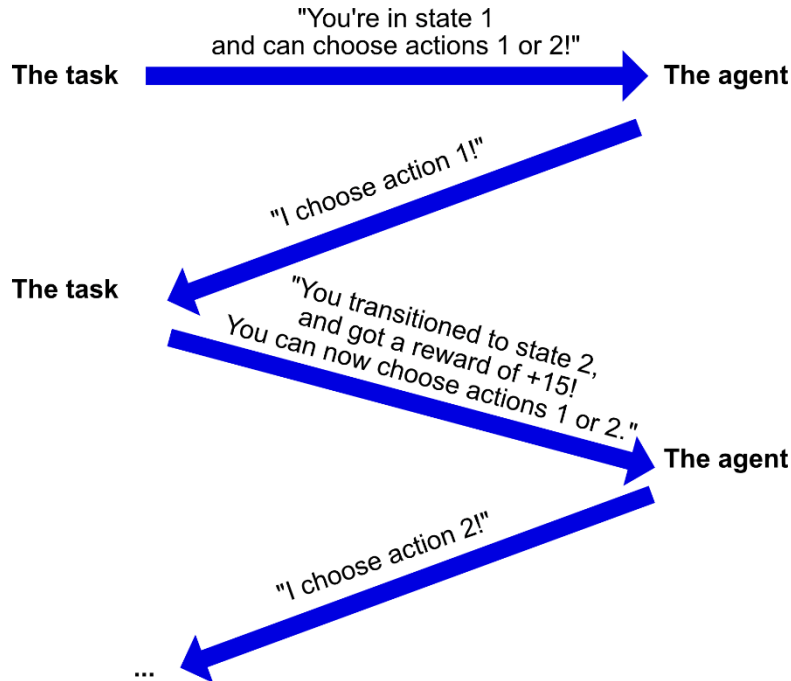 "You're in state 1
and can choose actions 1 or 2!"
The task
The agent
"I choose action 1!"
The task
"You transitioned to state 2,
and got a reward of +15!
You can now choose actions 1 or 2."
The agent
"I choose action 2!"
...